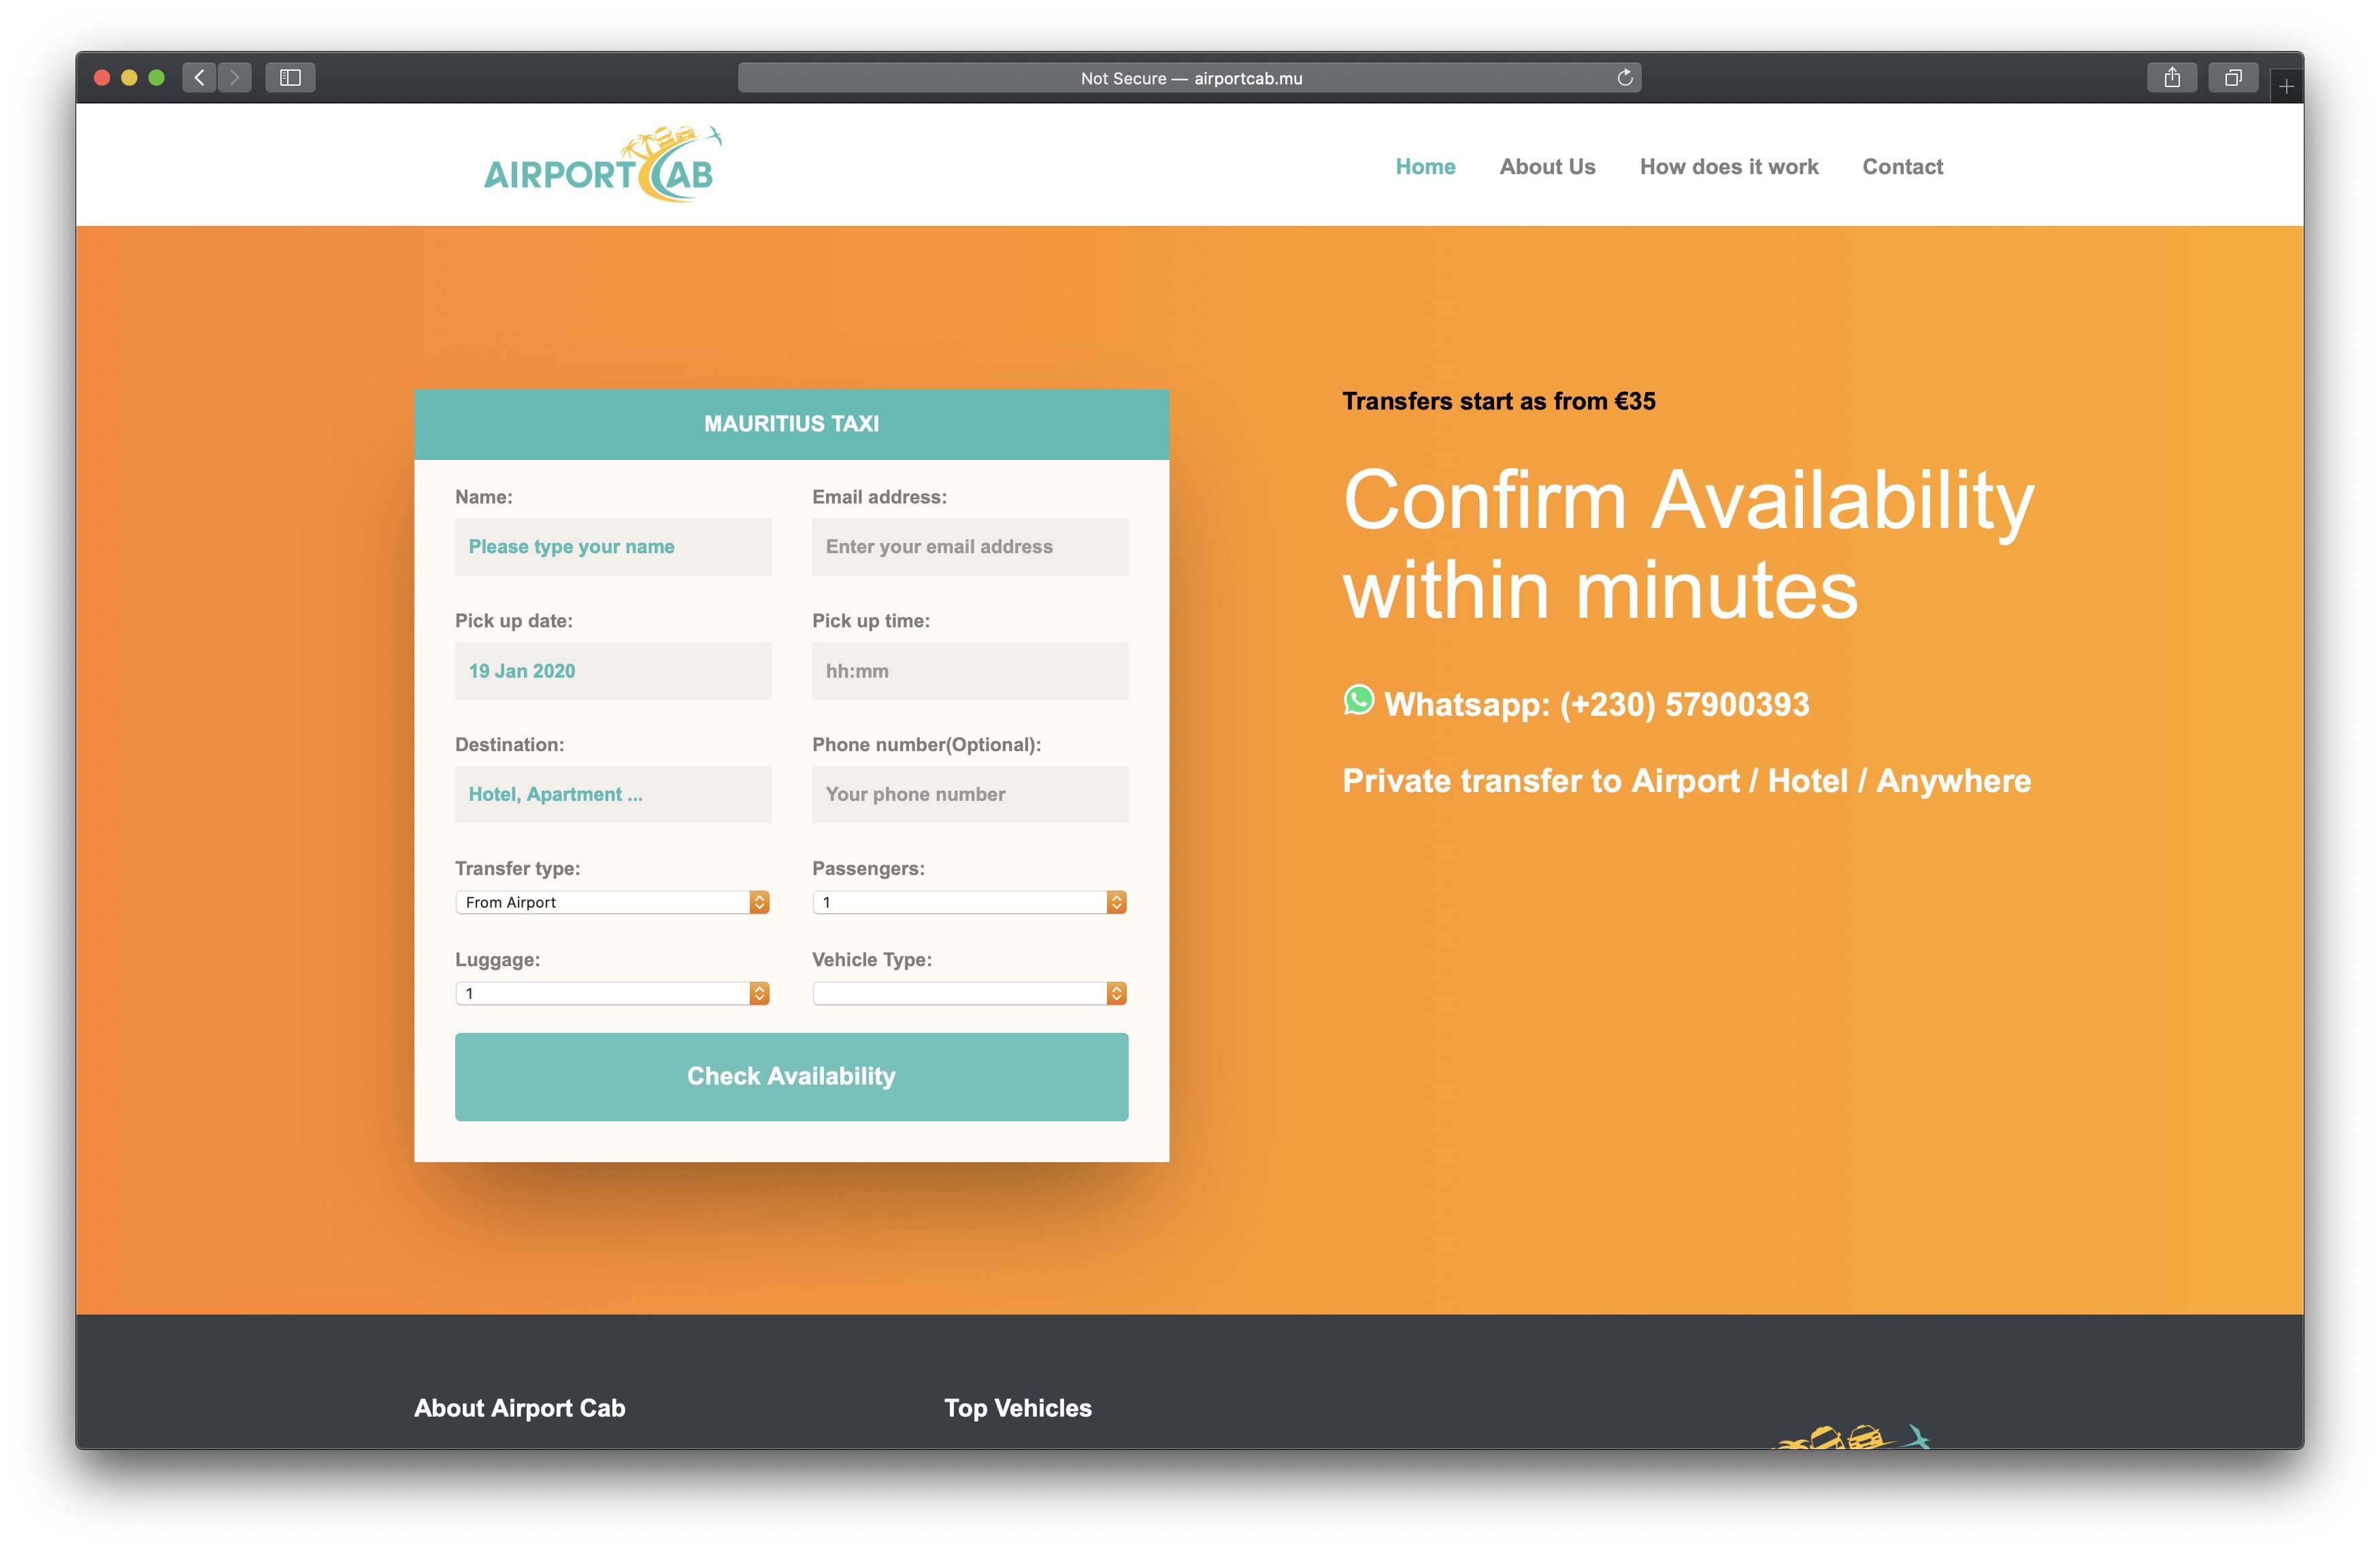 Not Secure — airportcab.mu
AIRPORT CAB
Home About Us How does it work Contact
MAURITIUS TAXI
Name: Email address:
Please type your name Enter your email address
Pick up date: Pick up time:
19 Jan 2020 hh:mm
Destination: Phone number(Optional):
Hotel, Apartment ... Your phone number
Transfer type: Passengers:
From Airport 1
Luggage: Vehicle Type:
1
Check Availability
Transfers start as from €35
Confirm Availability
within minutes
Whatsapp: (+230) 57900393
Private transfer to Airport / Hotel / Anywhere
About Airport Cab Top Vehicles